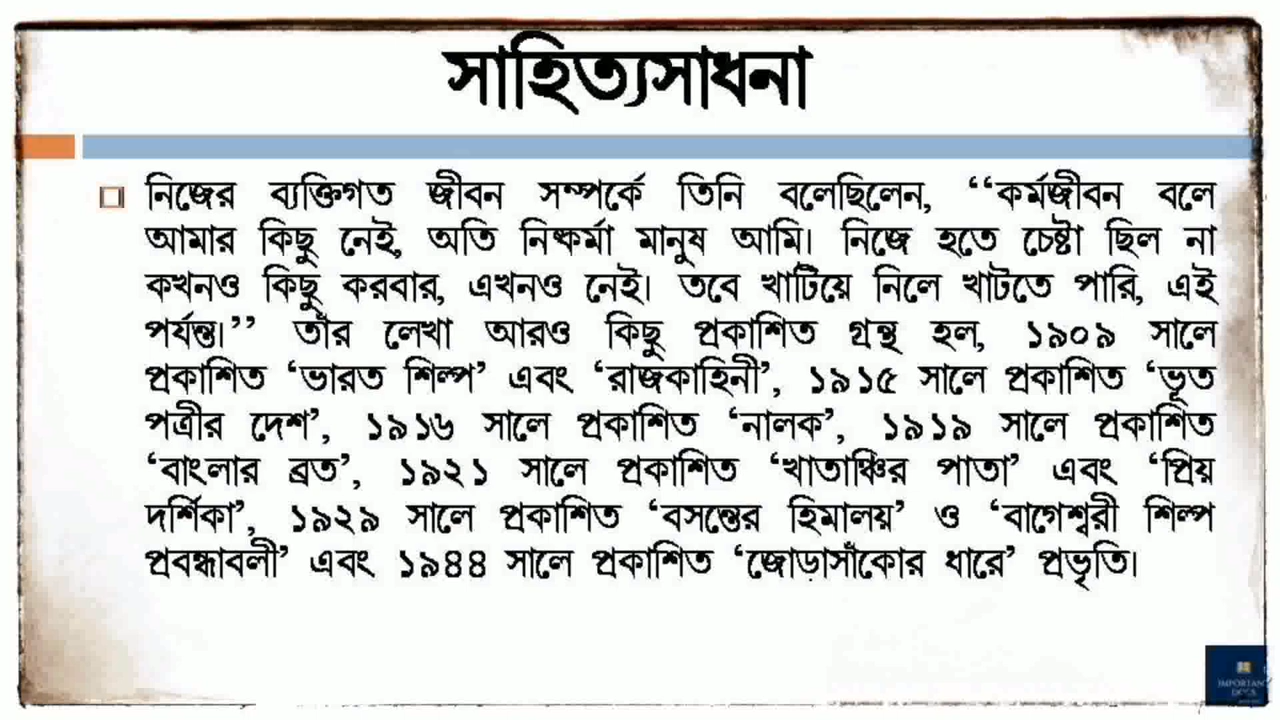 সাহিত্যসাধনা
নিজের ব্যক্তিগত জীবন সম্পর্কে তিনি বলেছিলেন, ‘‘কর্মজীবন বলে
আমার কিছু নেই, অতি নিষ্কর্মা মানুষ আমি। নিজে হতে চেষ্টা ছিল না
কখনও কিছু করবার, এখনও নেই। তবে খাটিয়ে নিলে খাটতে পারি, এই
পর্যন্ত।’’ তাঁর লেখা আরও কিছু প্রকাশিত গ্রন্থ হল, ১৯০৯ সালে
প্রকাশিত ‘ভারত শিল্প’ এবং ‘রাজকাহিনী’, ১৯১৫ সালে প্রকাশিত ‘ভূত
পত্রীর দেশ’, ১৯১৬ সালে প্রকাশিত ‘নালক’, ১৯১৯ সালে প্রকাশিত
‘বাংলার ব্রত’, ১৯২১ সালে প্রকাশিত ‘খাতাঞ্চির পাতা’ এবং ‘প্রিয়
দর্শিকা’, ১৯২৯ সালে প্রকাশিত ‘বসন্তের হিমালয়’ ও ‘বাগেশ্বরী শিল্প
প্রবন্ধাবলী’ এবং ১৯৪৪ সালে প্রকাশিত ‘জোড়াসাঁকোর ধারে’ প্রভৃতি।
IMPORTANT
DOCS